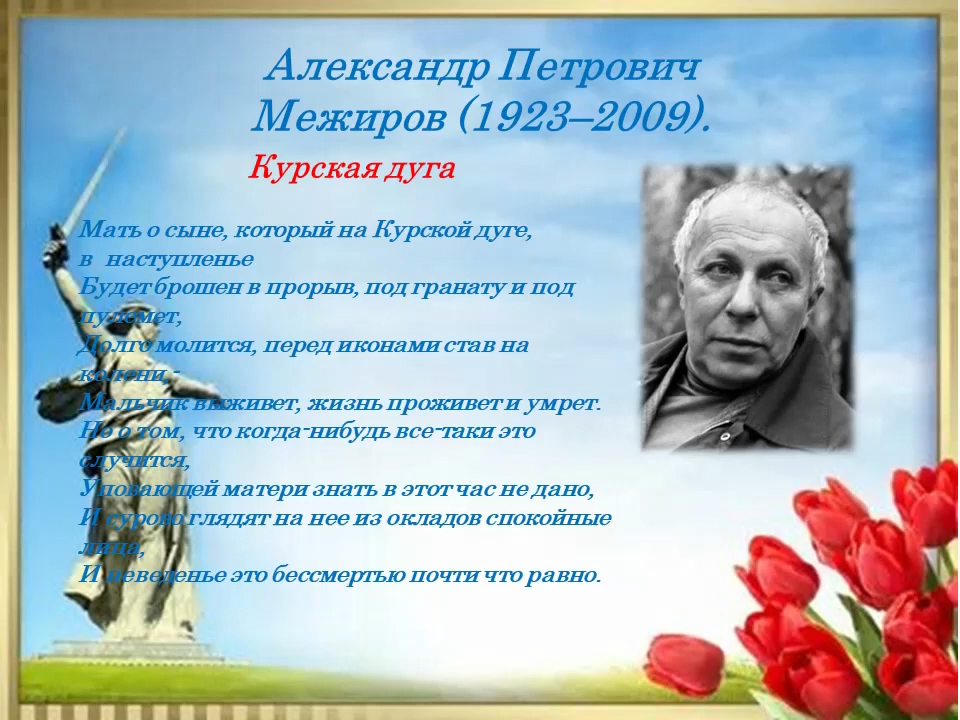 Александр Петрович
Межиров (1923–2009).
Курская дуга
Мать о сыне, который на Курской дуге,
в наступленье
Будет брошен в прорыв, под гранату и под
пулемет,
Долго молится, перед иконами став на
колени,-
Мальчик выживет, жизнь проживет и умрет.
Но о том, что когда-нибудь все-таки это
случится,
Уповающей матери знать в этот час не дано,
И сурово глядят на нее из окладов спокойные
лица,
И неведенье это бессмертью почти что равно.